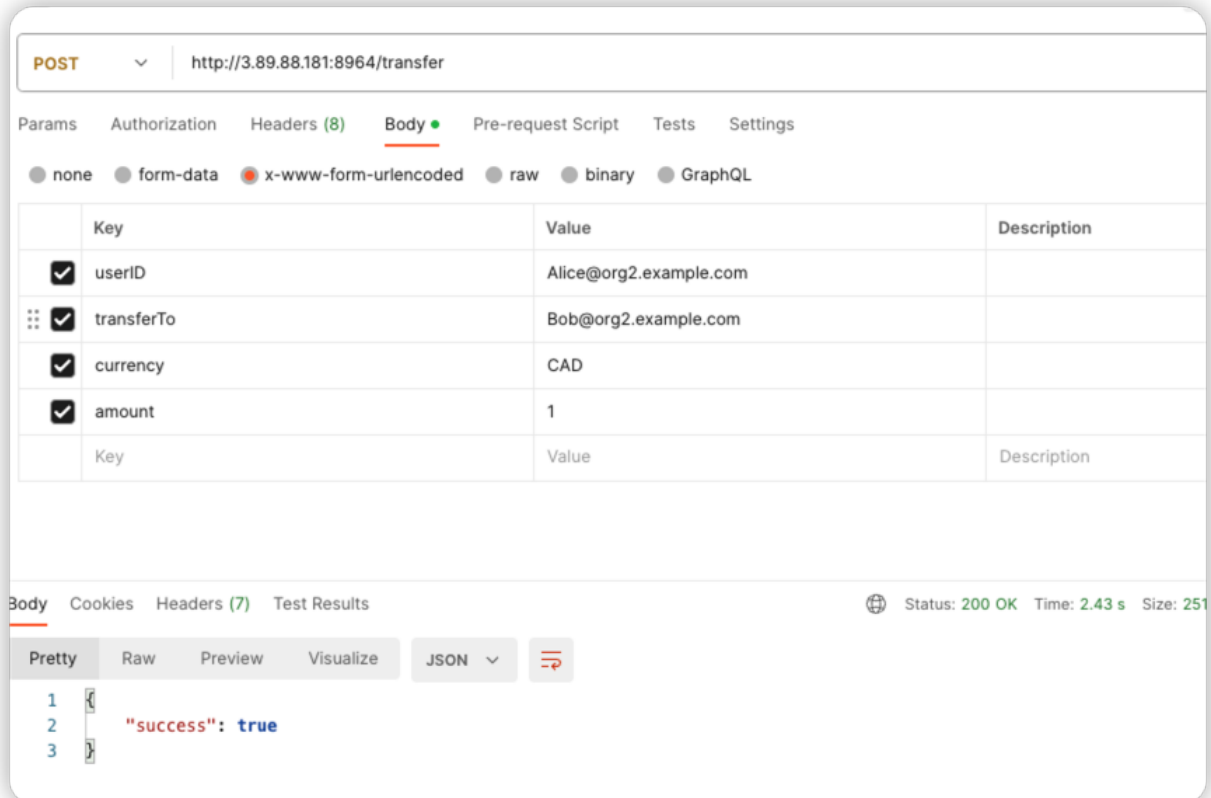 POST http://3.89.88.181:8964/transfer
Params Authorization Headers (8) Body Pre-request Script Tests Settings
none form-data x-www-form-urlencoded raw binary GraphQL
Key Value Description
userID Alice@org2.example.com
transferTo Bob@org2.example.com
currency CAD
amount 1
Key Value Description
Body Cookies Headers (7) Test Results Status: 200 OK Time: 2.43 s Size: 251
Pretty Raw Preview Visualize JSON
1 {
2 "success": true
3 }